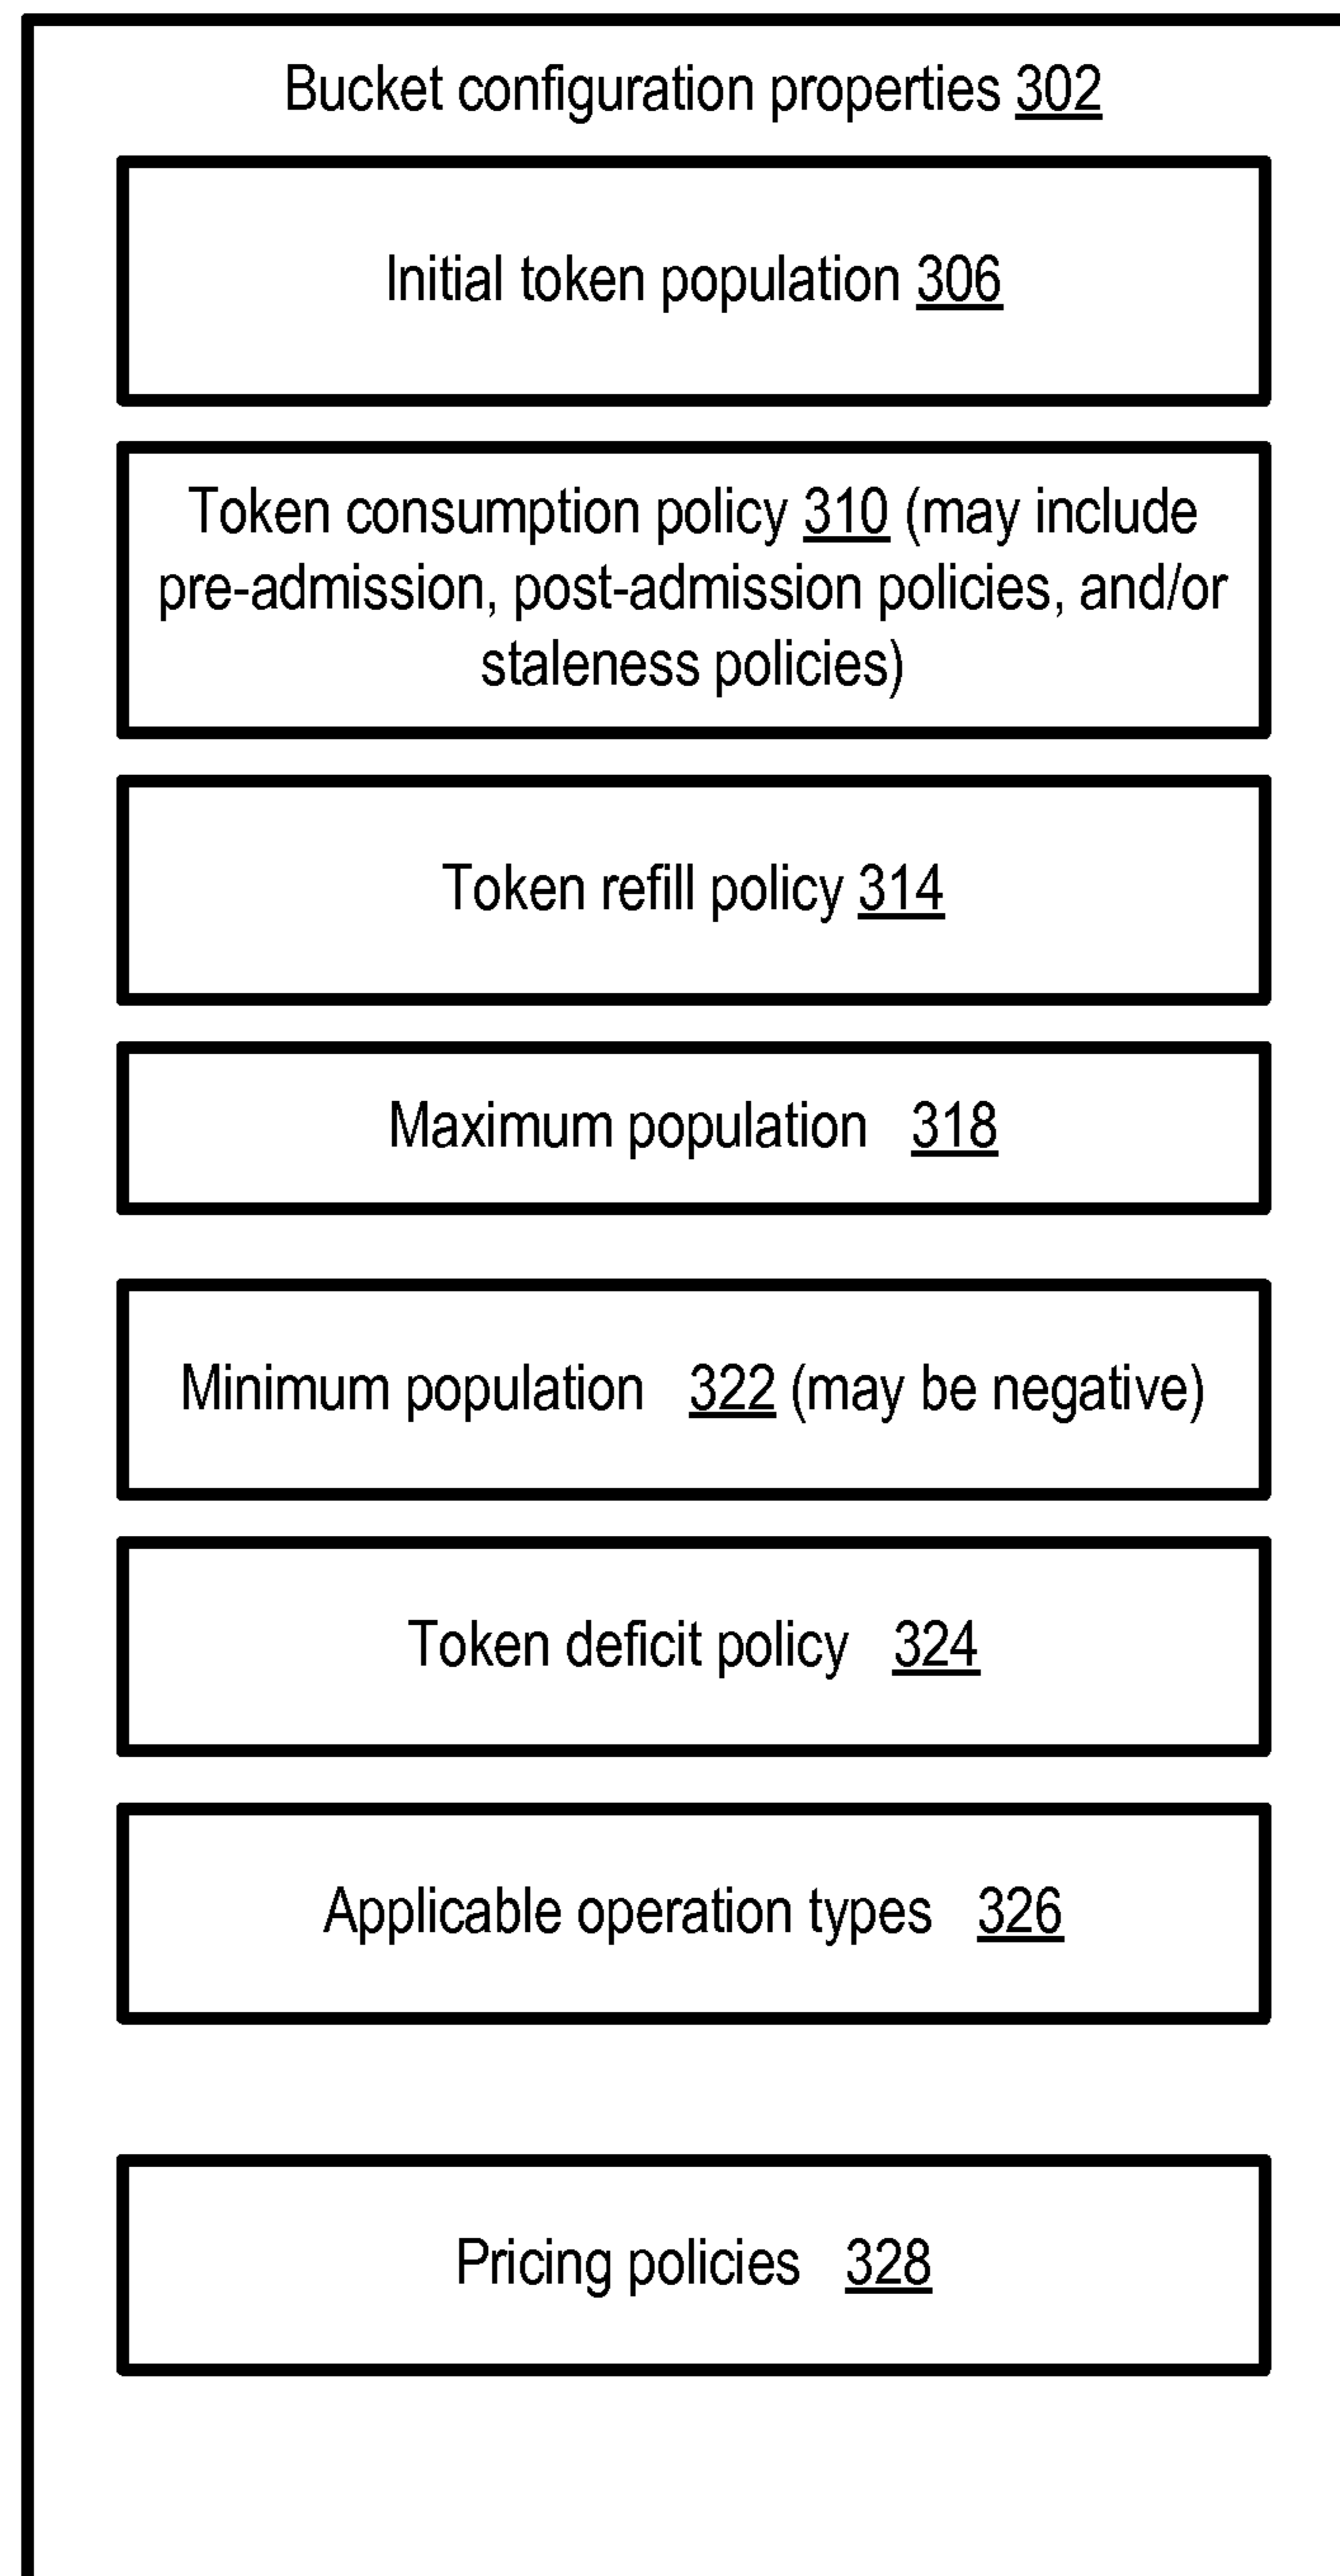 Bucket configuration properties 302
Initial token population 306
Token consumption policy 310 (may include
pre-admission, post-admission policies, and/or
staleness policies)
Token refill policy 314
Maximum population 318
Minimum population 322 (may be negative)
Token deficit policy 324
Applicable operation types 326
Pricing policies 328